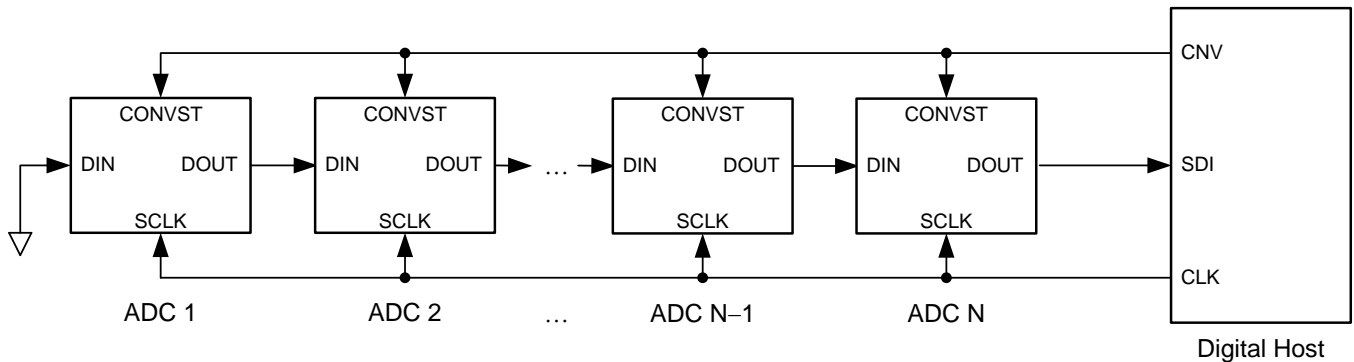 CNV
CONVST CONVST CONVST CONVST
DIN DOUT DIN DOUT … DIN DOUT DIN DOUT SDI
SCLK SCLK SCLK SCLK
CLK
ADC 1 ADC 2 … ADC N−1 ADC N
Digital Host